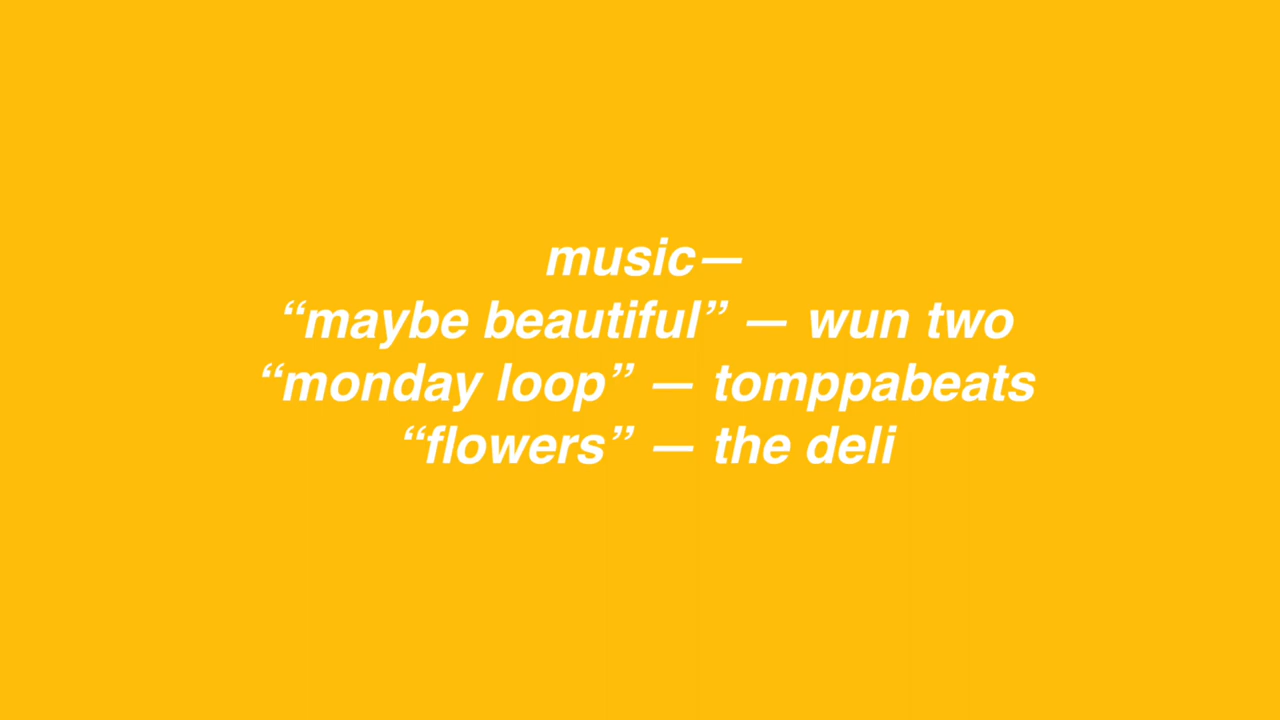 music—
“maybe beautiful” — wun two
“monday loop” — tomppabeats
“flowers” — the deli